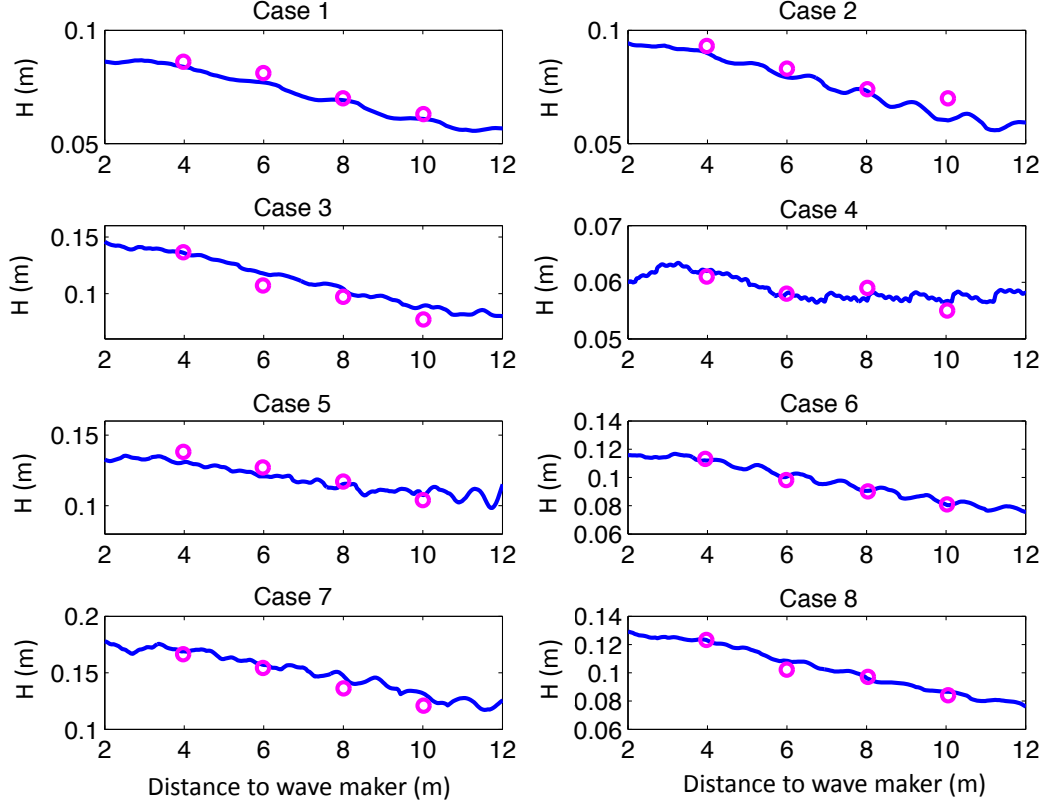 Case 1
H (m)
0.1
0.05
2 4 6 8 10 12
Case 2
H (m)
0.1
0.05
2 4 6 8 10 12
Case 3
H (m)
0.15
0.1
2 4 6 8 10 12
Case 4
H (m)
0.07
0.06
0.05
2 4 6 8 10 12
Case 5
H (m)
0.15
0.1
2 4 6 8 10 12
Case 6
H (m)
0.14
0.12
0.1
0.08
0.06
2 4 6 8 10 12
Case 7
H (m)
0.2
0.15
0.1
2 4 6 8 10 12
Distance to wave maker (m)
Case 8
H (m)
0.14
0.12
0.1
0.08
0.06
2 4 6 8 10 12
Distance to wave maker (m)